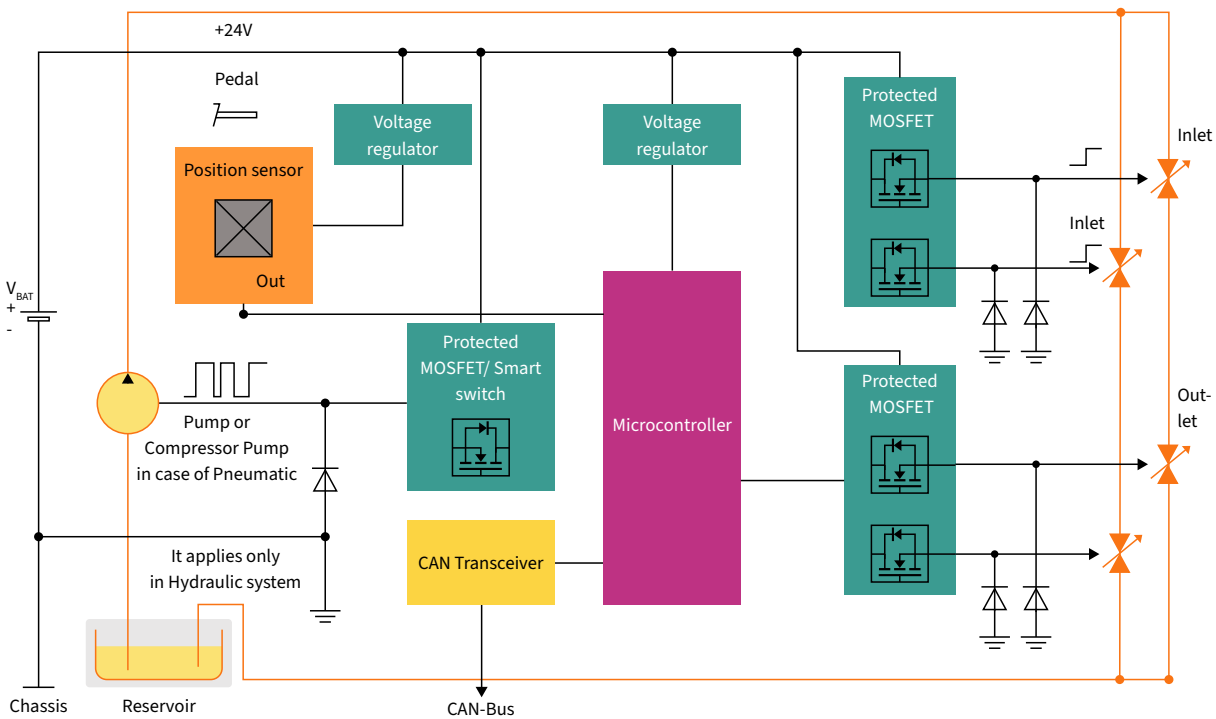 +24V
Pedal
Voltage
regulator
Voltage
regulator
Protected
MOSFET
Inlet
Position sensor
Out
Inlet
VBAT
+
-
Protected
MOSFET/ Smart
switch
Microcontroller
Protected
MOSFET
Out-
let
Pump or
Compressor Pump
in case of Pneumatic
It applies only
in Hydraulic system
CAN Transceiver
Chassis
Reservoir
CAN-Bus